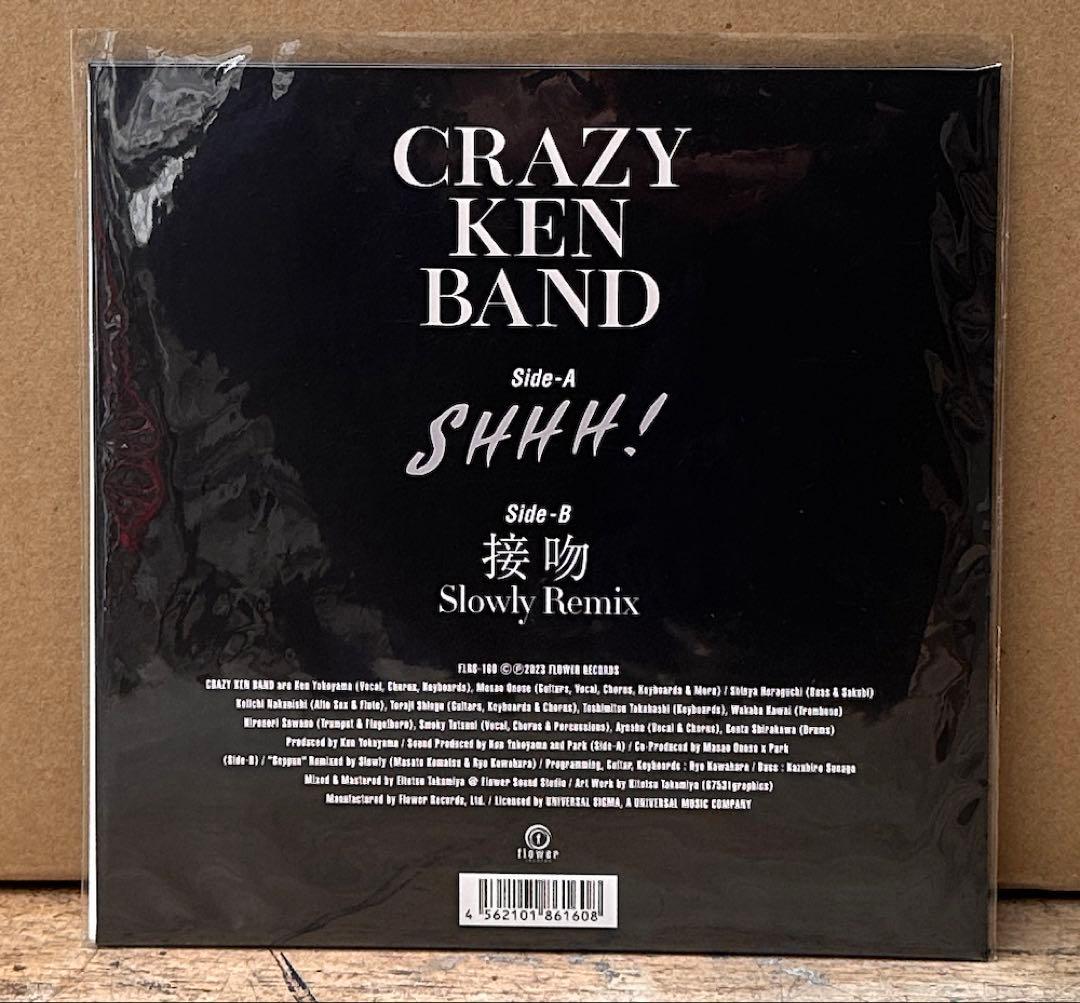 CRAZY
KEN
BAND
Side-A
SHHH!
Side-B
接吻
Slowly Remix
FLRS-160 ©℗2023 FLOWER RECORDS
CRAZY KEN BAND are Ken Yokoyama (Vocal, Chorus, Keyboards), Masao Onose (Guitars, Vocal, Chorus, Keyboards & More) / Shinya Horaguchi (Bass & Sakebi)
Koichi Nakanishi (Alto Sax & Flute), Toraji Shingu (Guitars, Keyboards & Chorus), Toshimitsu Takahashi (Keyboards), Wakaba Kawai (Trombone)
Hironori Sawano (Trumpet & Flugelhorn), Smoky Tetsuni (Vocal, Chorus & Percussions), Ayesha (Vocal & Chorus), Shirakawa (Drums)
Produced by Ken Yokoyama / Sound Produced by Ken Yokoyama and Park (Side-A) / Co-Produced by Masao Onose x Park
(Side-B) / "Seppun" Remixed by Slowly (Masato Komatsu & Ryo Kawahara) / Programming, Guitar, Keyboards : Ryo Kawahara / Bass : Kazuhiro Sunaga
Mixed & Mastered by Eitetsu Takamiya @ Flower Sound Studio / Art Work by Eitetsu Takamiya (67531graphics)
Manufactured by Flower Records, Ltd. / Licensed by UNIVERSAL SIGMA, A UNIVERSAL MUSIC COMPANY
flower
4 562101 861608